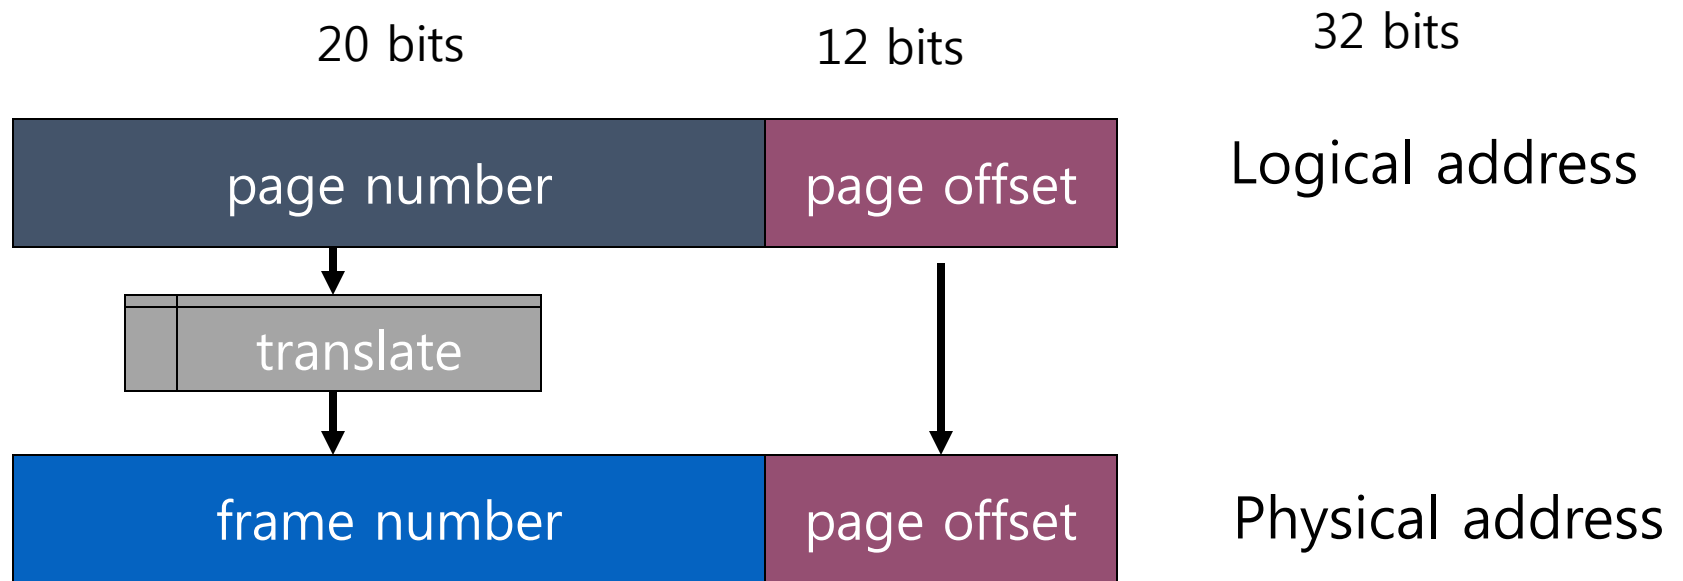 20 bits
12 bits
32 bits
page number
page offset
Logical address
translate
frame number
page offset
Physical address